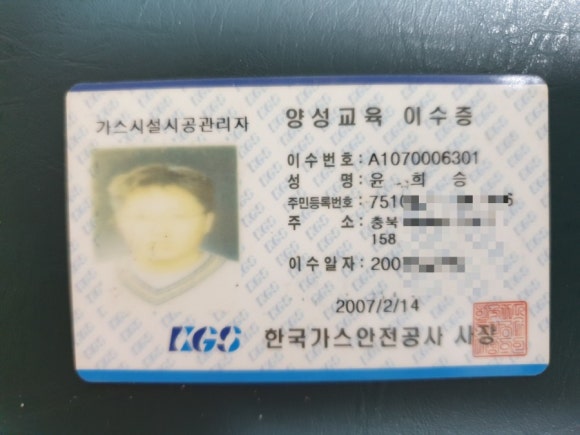 가스시설시공관리자
양성교육 이수증
이수번호 : A1070006301
성 명 : 윤 희 승
주민등록번호 : 751 6
주 소 : 충북
158
이수일자 : 200
2007/2/14
KGS 한국가스안전공사 사장